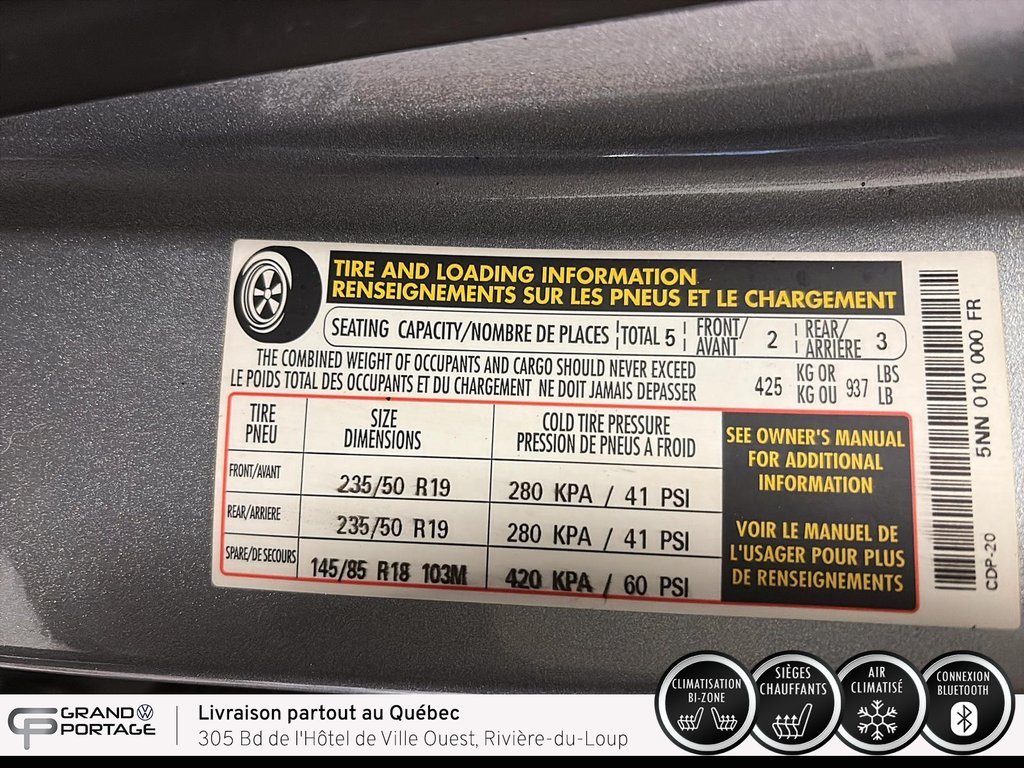 TIRE AND LOADING INFORMATION
RENSEIGNEMENTS SUR LES PNEUS ET LE CHARGEMENT
SEATING CAPACITY/NOMBRE DE PLACES TOTAL 5 FRONT/AVANT 2 REAR/ARRIÈRE 3
THE COMBINED WEIGHT OF OCCUPANTS AND CARGO SHOULD NEVER EXCEED
LE POIDS TOTAL DES OCCUPANTS ET DU CHARGEMENT NE DOIT JAMAIS DEPASSER
425 KG OR KG OU 937 LBS LB
TIRE
PNEU
SIZE
DIMENSIONS
COLD TIRE PRESSURE
PRESSION DE PNEUS A FROID
FRONT/AVANT 235/50 R19 280 KPA / 41 PSI
REAR/ARRIERE 235/50 R19 280 KPA / 41 PSI
SPARE/DE SECOURS 145/85 R18 103M 420 KPA / 60 PSI
SEE OWNER'S MANUAL
FOR ADDITIONAL
INFORMATION
VOIR LE MANUEL DE
L'USAGER POUR PLUS
DE RENSEIGNEMENTS
5NN 010 000 FR
CDP-20
GRAND
PORTAGE
Livraison partout au Québec
305 Bd de l'Hôtel de Ville Ouest, Rivière-du-Loup
CLIMATISATION
BI-ZONE
SIÈGES
CHAUFFANTS
AIR
CLIMATISÉ
CONNEXION
BLUETOOTH